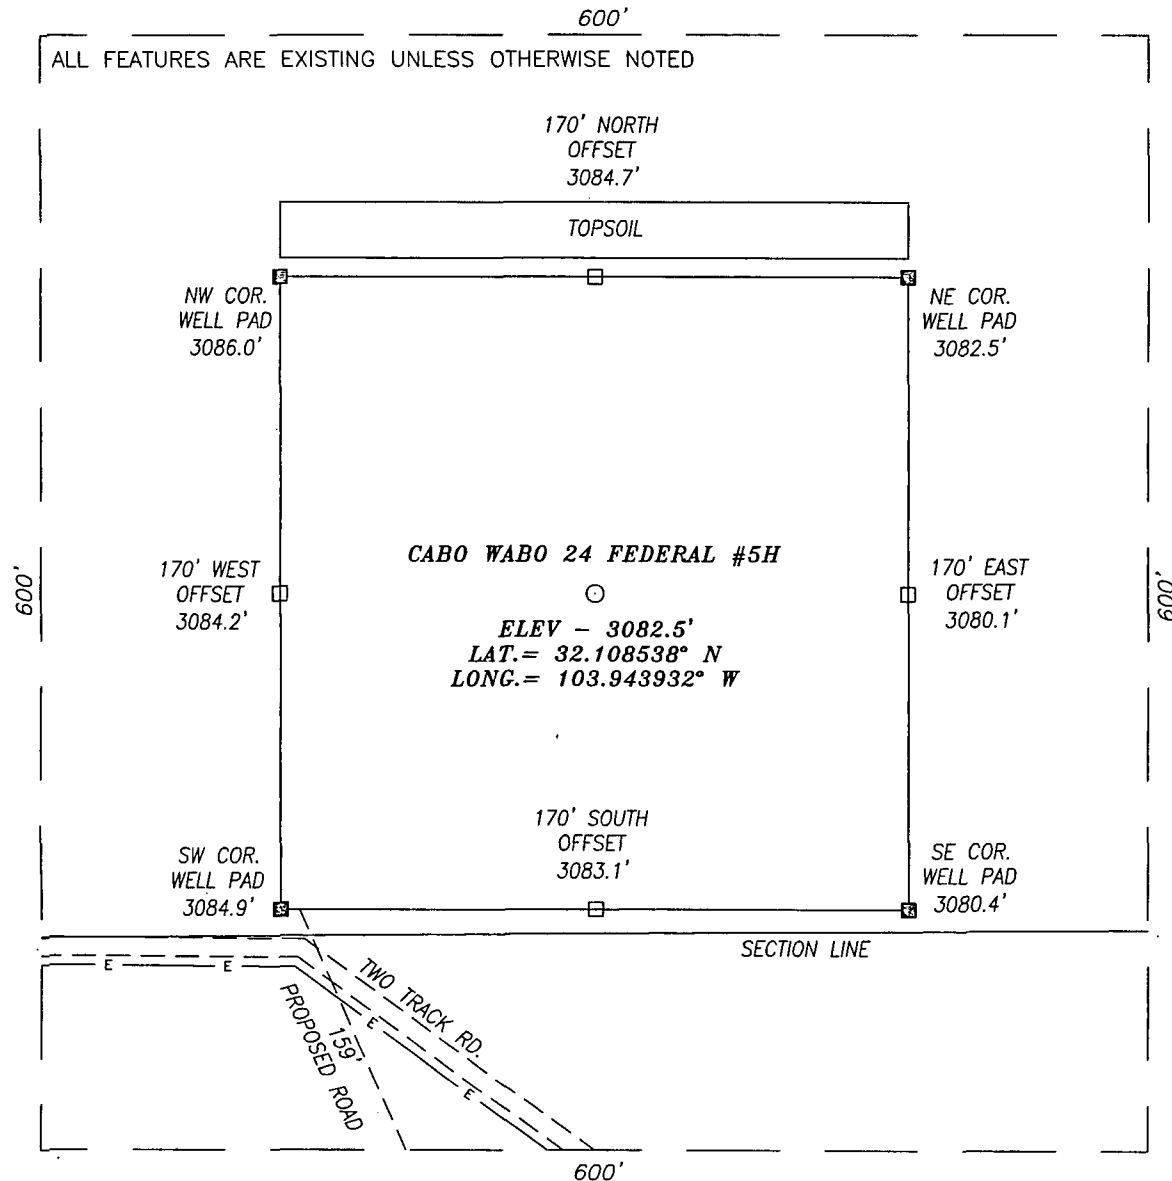 600'
ALL FEATURES ARE EXISTING UNLESS OTHERWISE NOTED
170' NORTH
OFFSET
3084.7'
TOPSOIL
NW COR.
WELL PAD
3086.0'
NE COR.
WELL PAD
3082.5'
CABO WABO 24 FEDERAL #5H
600'
170' WEST
OFFSET
3084.2'
170' EAST
OFFSET
3080.1'
600'
ELEV - 3082.5'
LAT.= 32.108538° N
LONG.= 103.943932° W
170' SOUTH
OFFSET
3083.1'
SW COR.
WELL PAD
3084.9'
SE COR.
WELL PAD
3080.4'
SECTION LINE
E
E
TWO TRACK RD.
E
159'
PROPOSED ROAD
E
600'